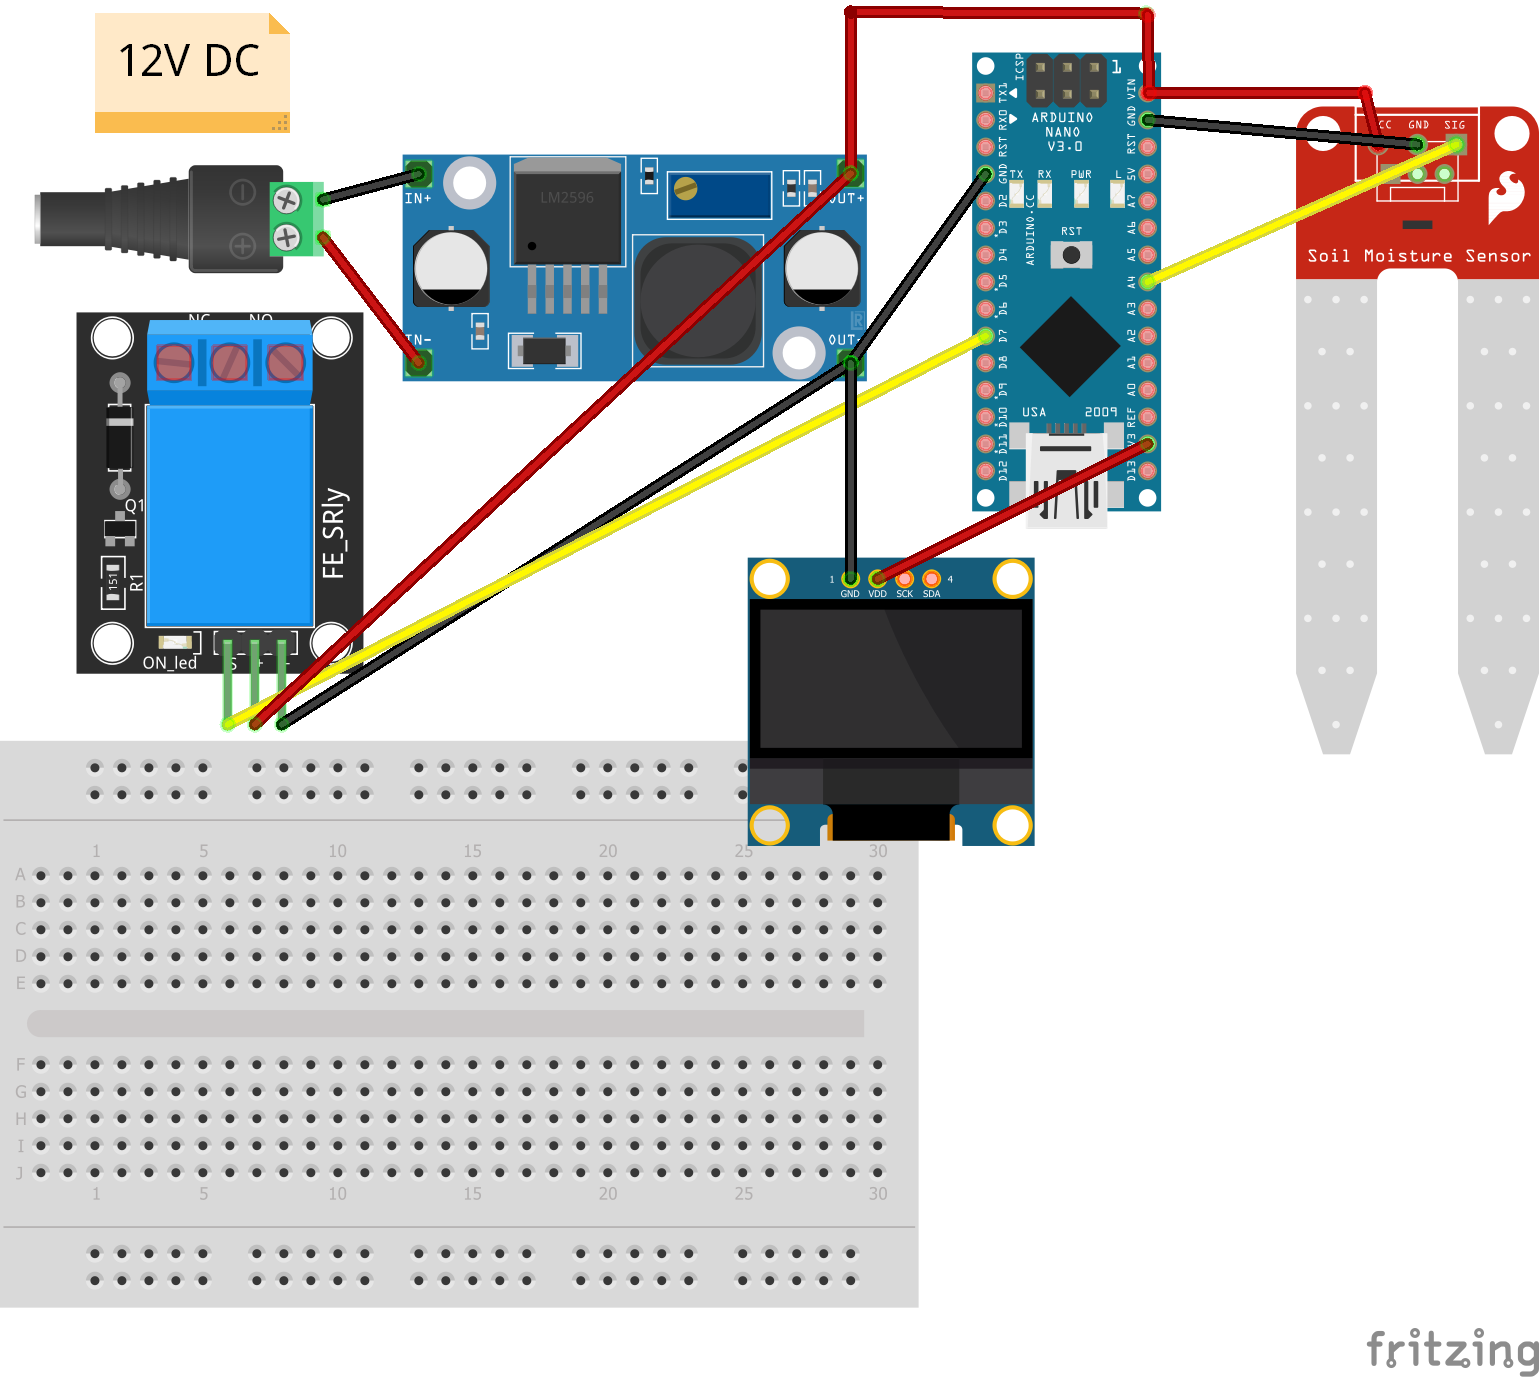 12V DC
IN+
IN-
LM2596
OUT+
OUT-
ICSP
1
ARDUINO
NANO
V3.0
TX1
RX0
RST
GND
D2
D3
D4
D5
D6
D7
D8
D9
D10
D11
D12
TX
RX
PWR
L
RST
ARDUINO.CC
USA
2009
VIN
GND
RST
5V
A7
A6
A5
A4
A3
A2
A1
A0
REF
D13
GND
SIG
Soil Moisture Sensor
NC
NO
Q1
151
R1
FE_SRly
ON_led
S
+
-
1
GND
VDD
SCK
SDA
4
1 5 10 15 20 25 30
A
B
C
D
E
F
G
H
I
J
1 5 10 15 20 25 30
fritzing